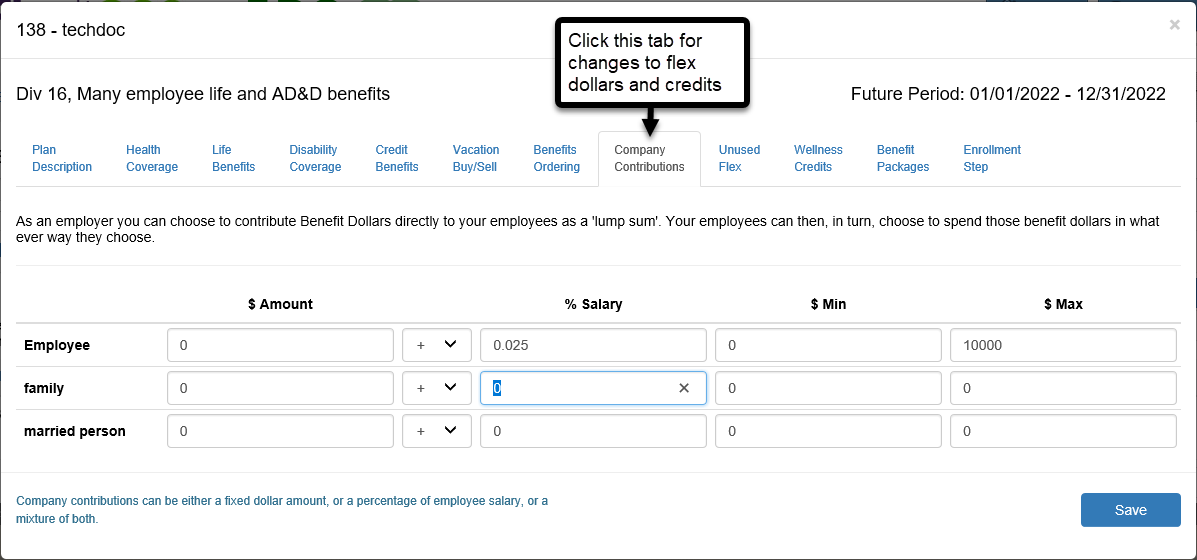 138 - techdoc
×
Click this tab for
changes to flex
dollars and credits
Div 16, Many employee life and AD&D benefits
Future Period: 01/01/2022 - 12/31/2022
Plan
Description
Health
Coverage
Life
Benefits
Disability
Coverage
Credit
Benefits
Vacation
Buy/Sell
Benefits
Ordering
Company
Contributions
Unused
Flex
Wellness
Credits
Benefit
Packages
Enrollment
Step
As an employer you can choose to contribute Benefit Dollars directly to your employees as a 'lump sum'. Your employees can then, in turn, choose to spend those benefit dollars in what
ever way they choose.
$ Amount % Salary $ Min $ Max
Employee 0 + 0.025 0 10000
family 0 + 0 0 0
married person 0 + 0 0 0
Company contributions can be either a fixed dollar amount, or a percentage of employee salary, or a
mixture of both.
Save